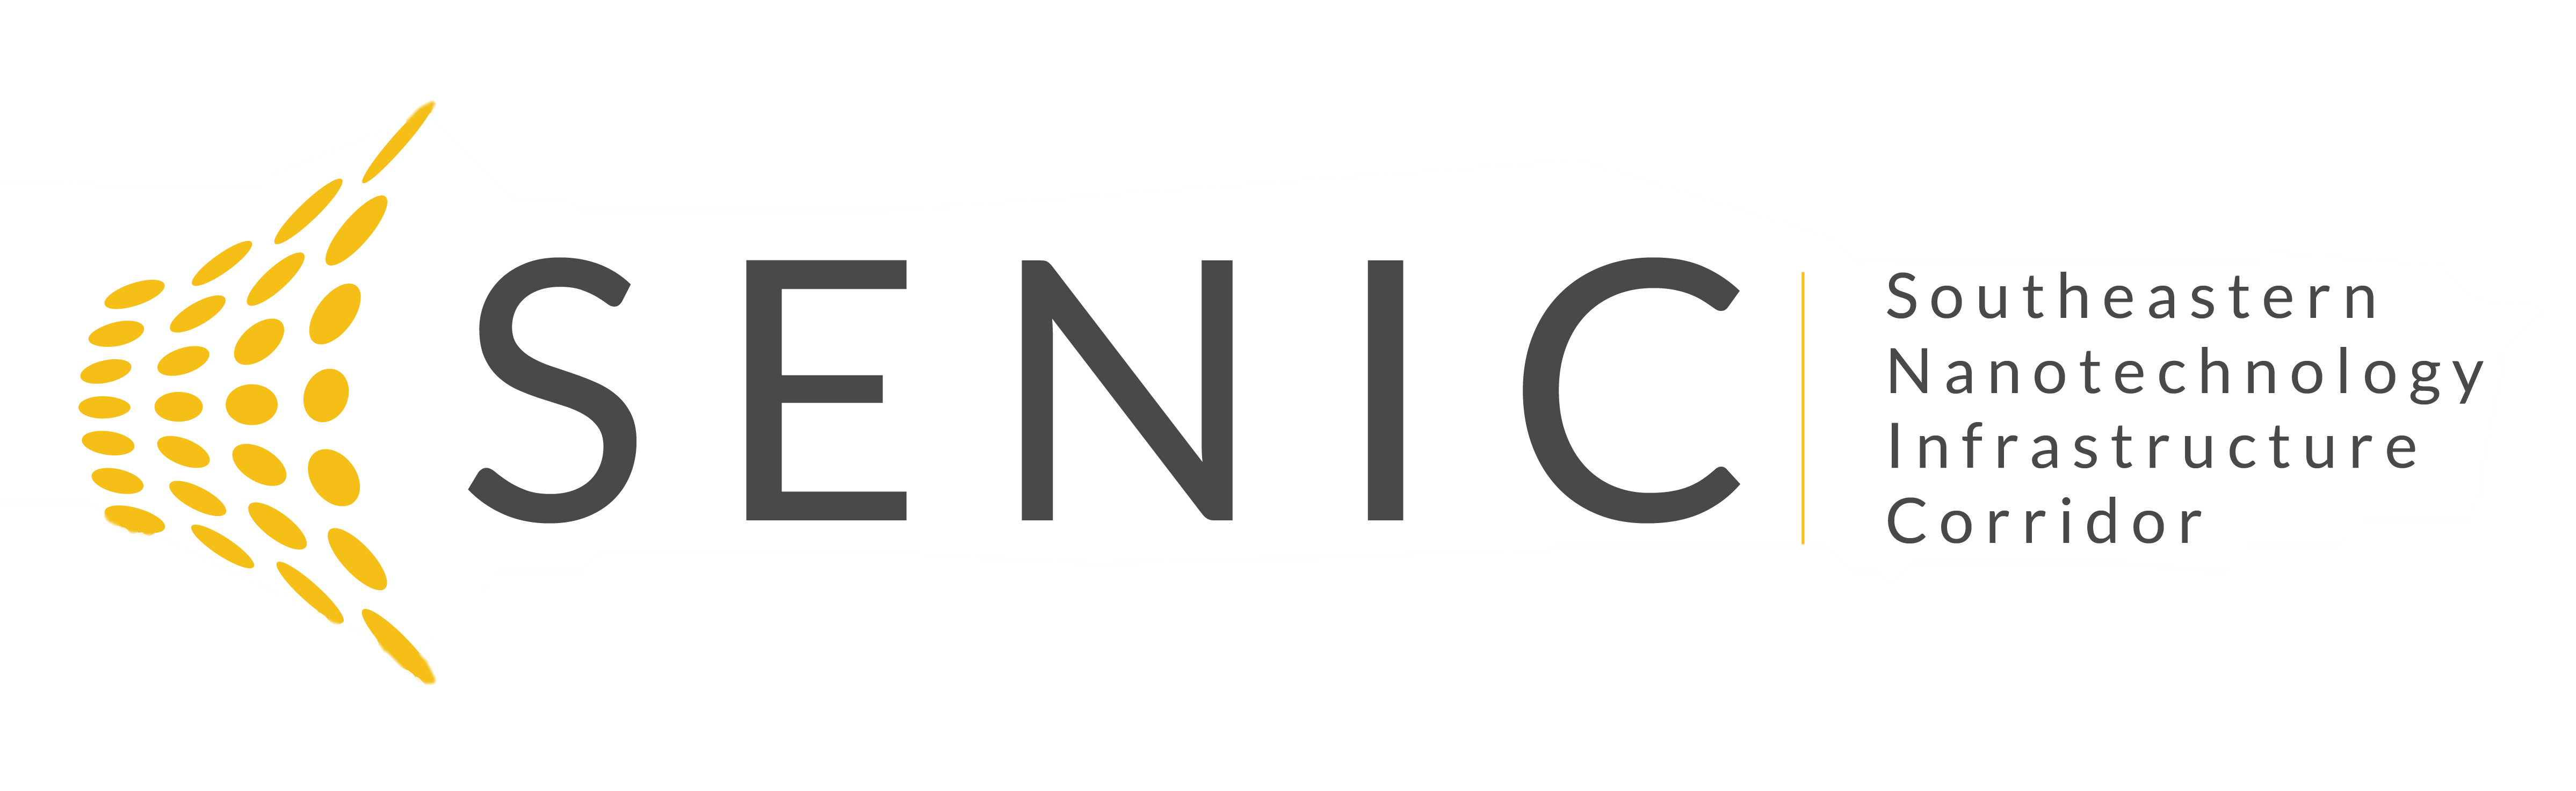 SENIC
Southeastern
Nanotechnology
Infrastructure
Corridor